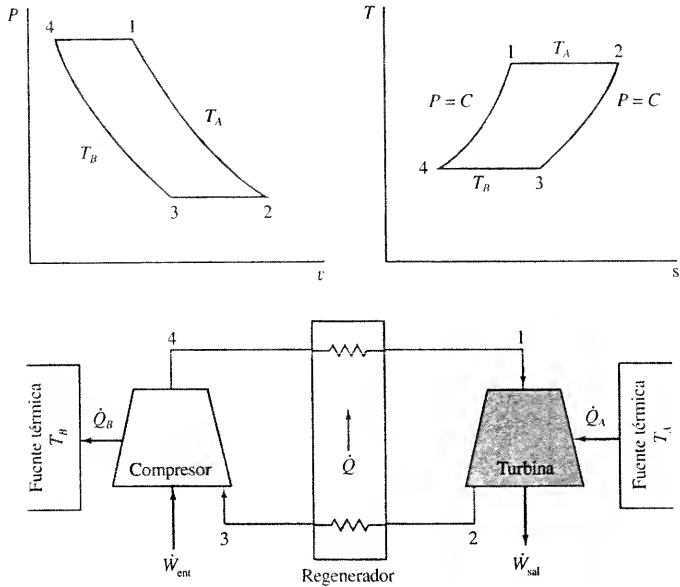 P
4
1
T_A
T_B
3
2
v
T
1
T_A
2
P = C
P = C
4
T_B
3
s
4
1
Fuente térmica
T_B
Q̇_B
Compresor
Q̇
Turbina
Q̇_A
Fuente térmica
T_A
3
2
Ẇ_ent
Ẇ_sal
Regenerador